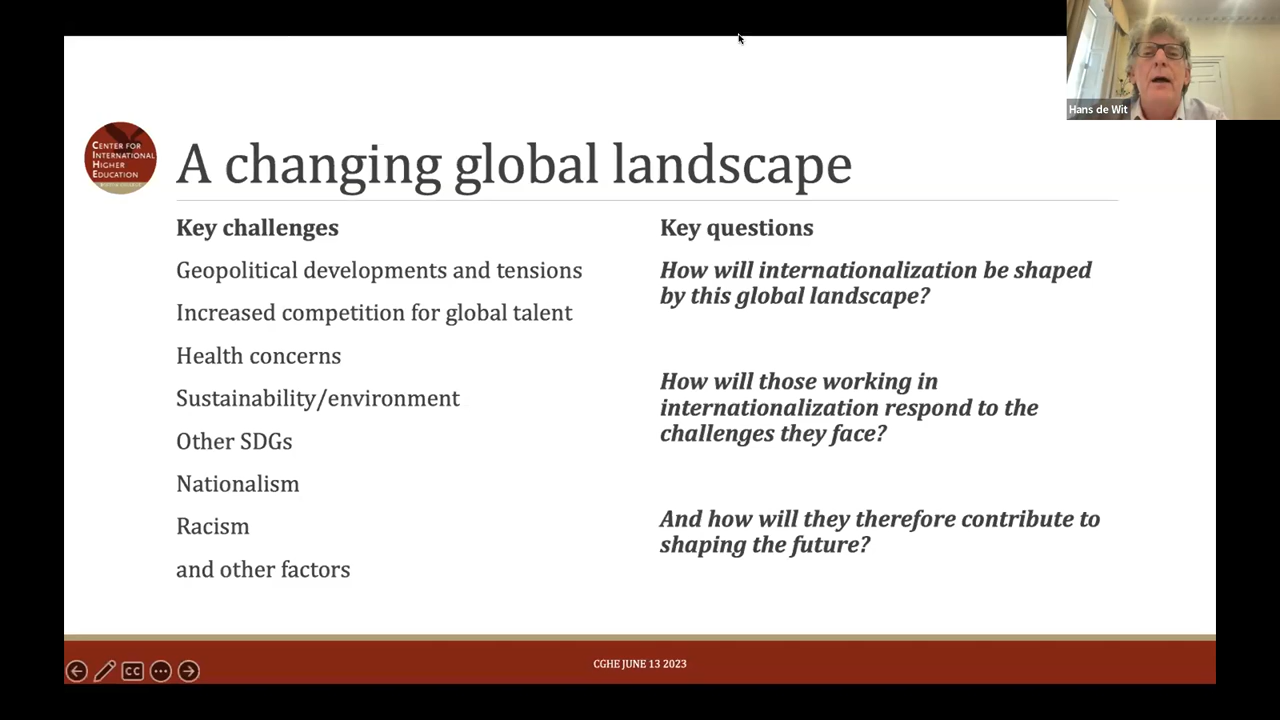 Hans de Wit
CENTER FOR
INTERNATIONAL
HIGHER
EDUCATION
A changing global landscape
Key challenges
Geopolitical developments and tensions
Increased competition for global talent
Health concerns
Sustainability/environment
Other SDGs
Nationalism
Racism
and other factors
Key questions
How will internationalization be shaped
by this global landscape?
How will those working in
internationalization respond to the
challenges they face?
And how will they therefore contribute to
shaping the future?
CC
CGHE JUNE 13 2023